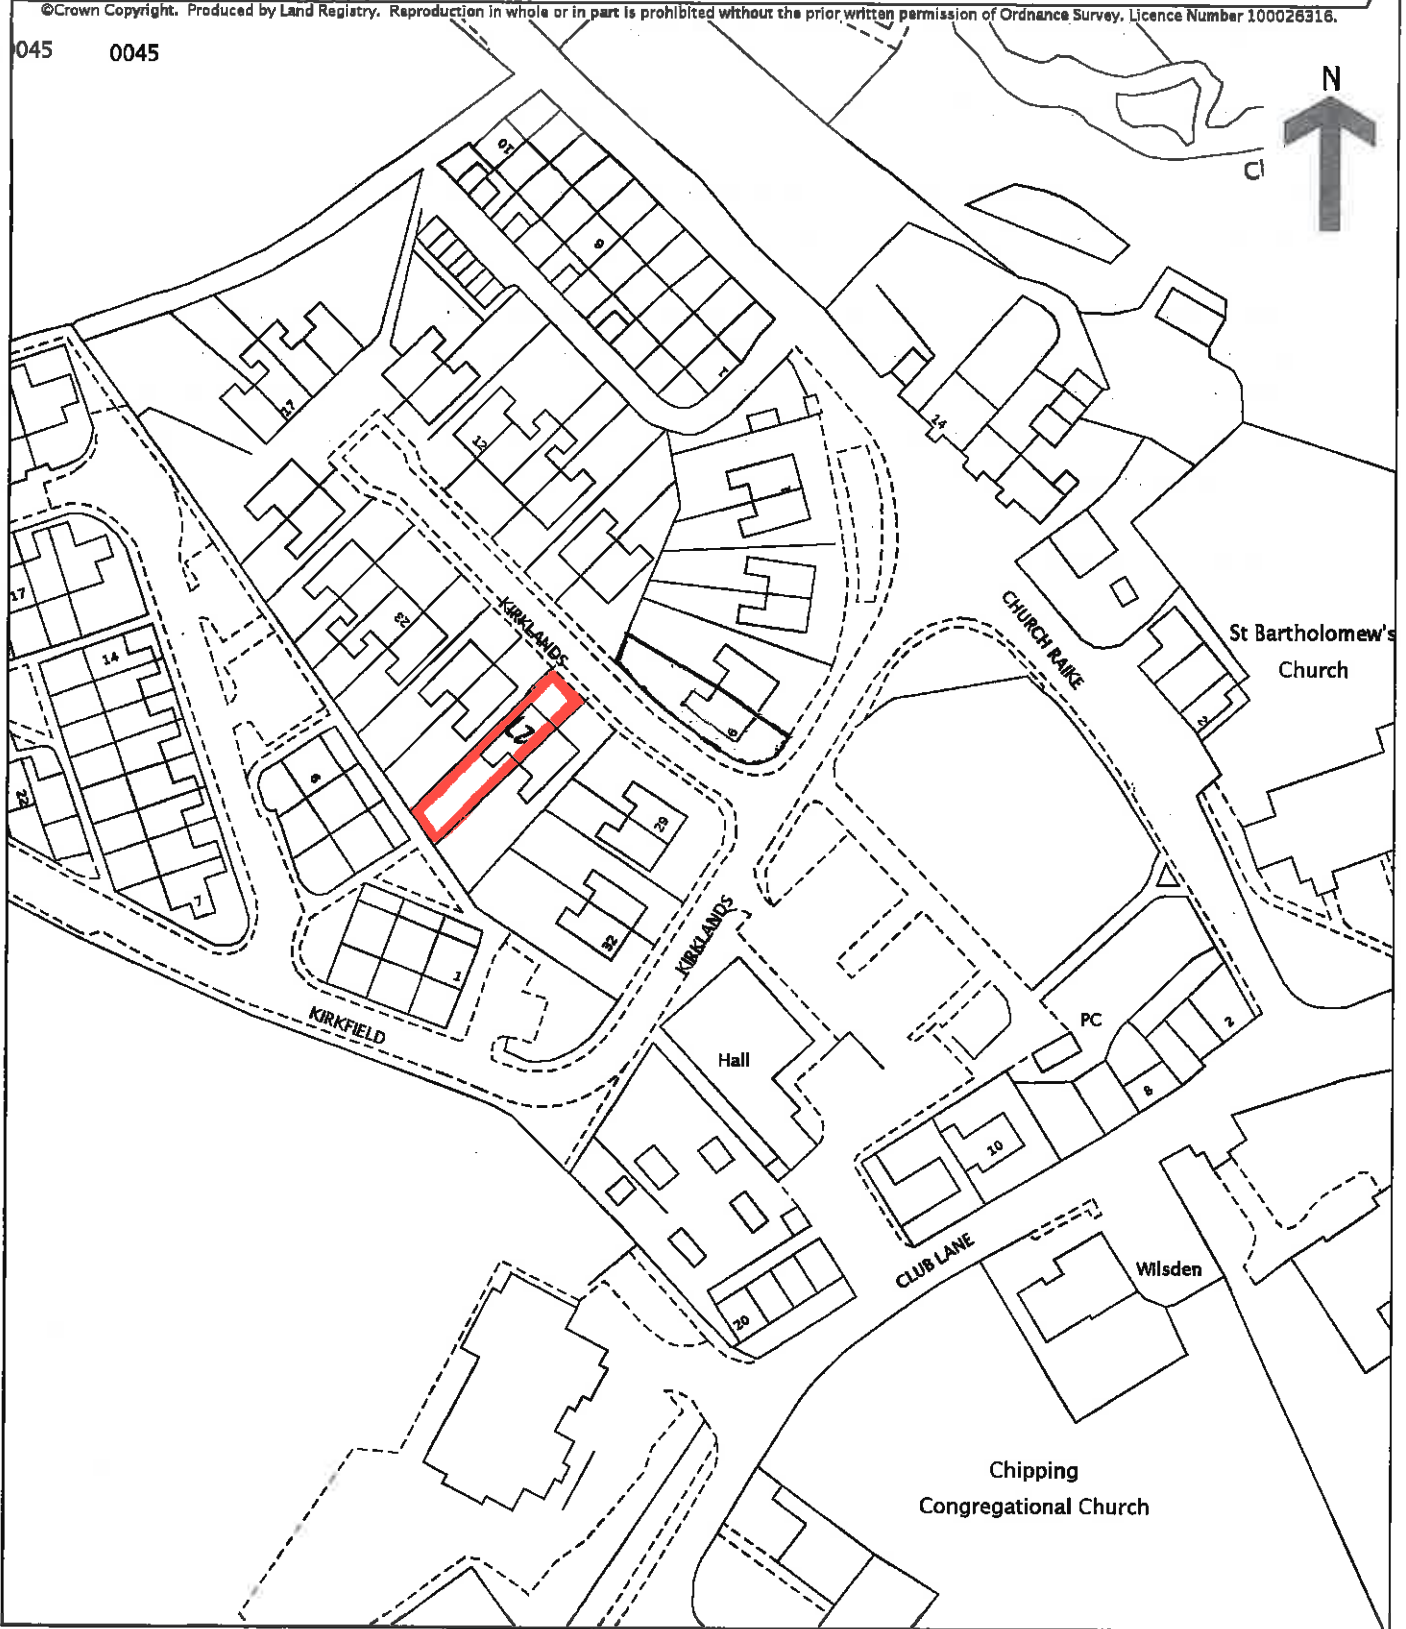 ©Crown Copyright. Produced by Land Registry. Reproduction in whole or in part is prohibited without the prior written permission of Ordnance Survey. Licence Number 100026316.
0045 0045
N
10
9
1
17
12
14
1
KIRKLANDS
CHURCH RAIKE
St Bartholomew's
Church
17
14
23
27
6
2
22
9
29
7
32
KIRKLANDS
1
KIRKFIELD
Hall
PC
2
8
10
CLUB LANE
Wilsden
20
Chipping
Congregational Church